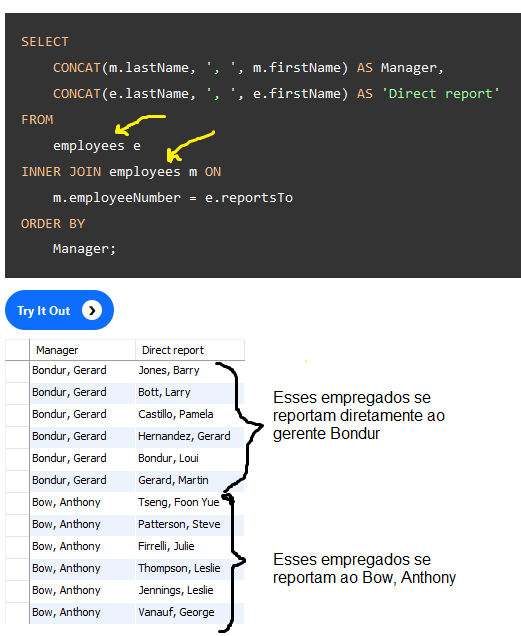 SELECT
CONCAT(m.lastName, ', ', m.firstName) AS Manager,
CONCAT(e.lastName, ', ', e.firstName) AS 'Direct report'
FROM
employees e
INNER JOIN employees m ON
m.employeeNumber = e.reportsTo
ORDER BY
Manager;
Try It Out
Manager Direct report
Bondur, Gerard Jones, Barry
Bondur, Gerard Bott, Larry
Bondur, Gerard Castillo, Pamela
Bondur, Gerard Hernandez, Gerard
Bondur, Gerard Bondur, Loui
Bondur, Gerard Gerard, Martin
Esses empregados se
reportam diretamente ao
gerente Bondur
Bow, Anthony Tseng, Foon Yue
Bow, Anthony Patterson, Steve
Bow, Anthony Firrelli, Julie
Bow, Anthony Thompson, Leslie
Bow, Anthony Jennings, Leslie
Bow, Anthony Vanauf, George
Esses empregados se
reportam ao Bow, Anthony